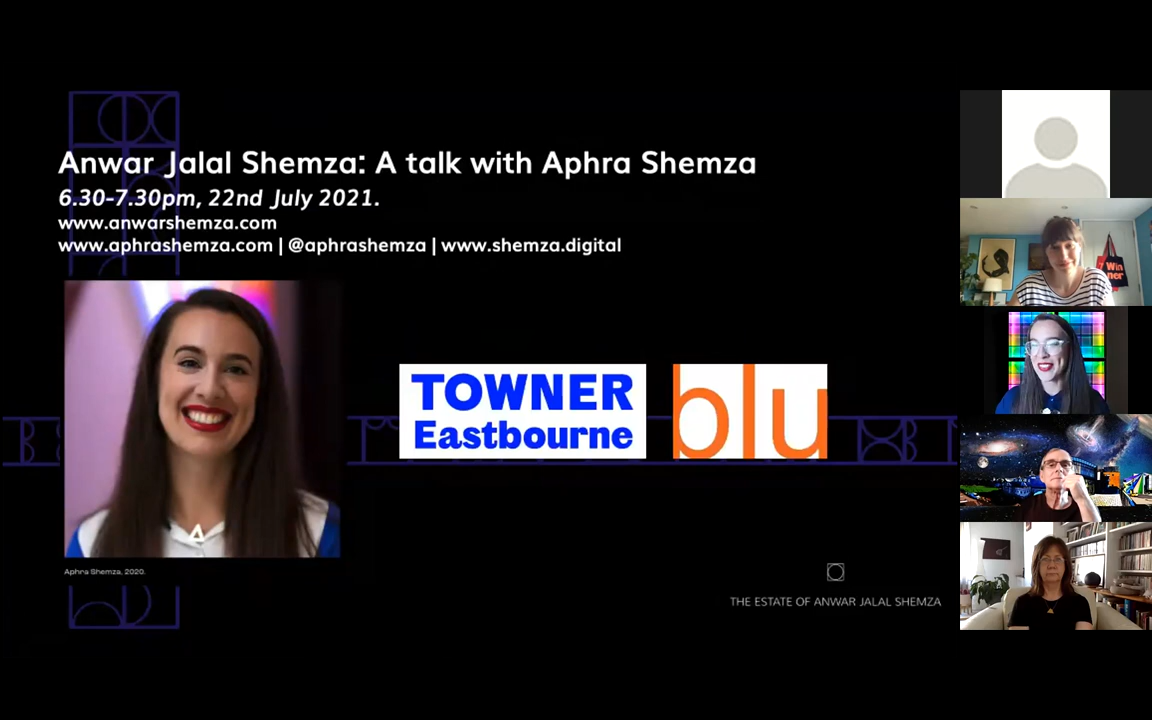 Anwar Jalal Shemza: A talk with Aphra Shemza
6.30-7.30pm, 22nd July 2021.
www.anwarshemza.com
www.aphrashemza.com | @aphrashemza | www.shemza.digital
TOWNER
Eastbourne
blu
Aphra Shemza, 2020.
THE ESTATE OF ANWAR JALAL SHEMZA